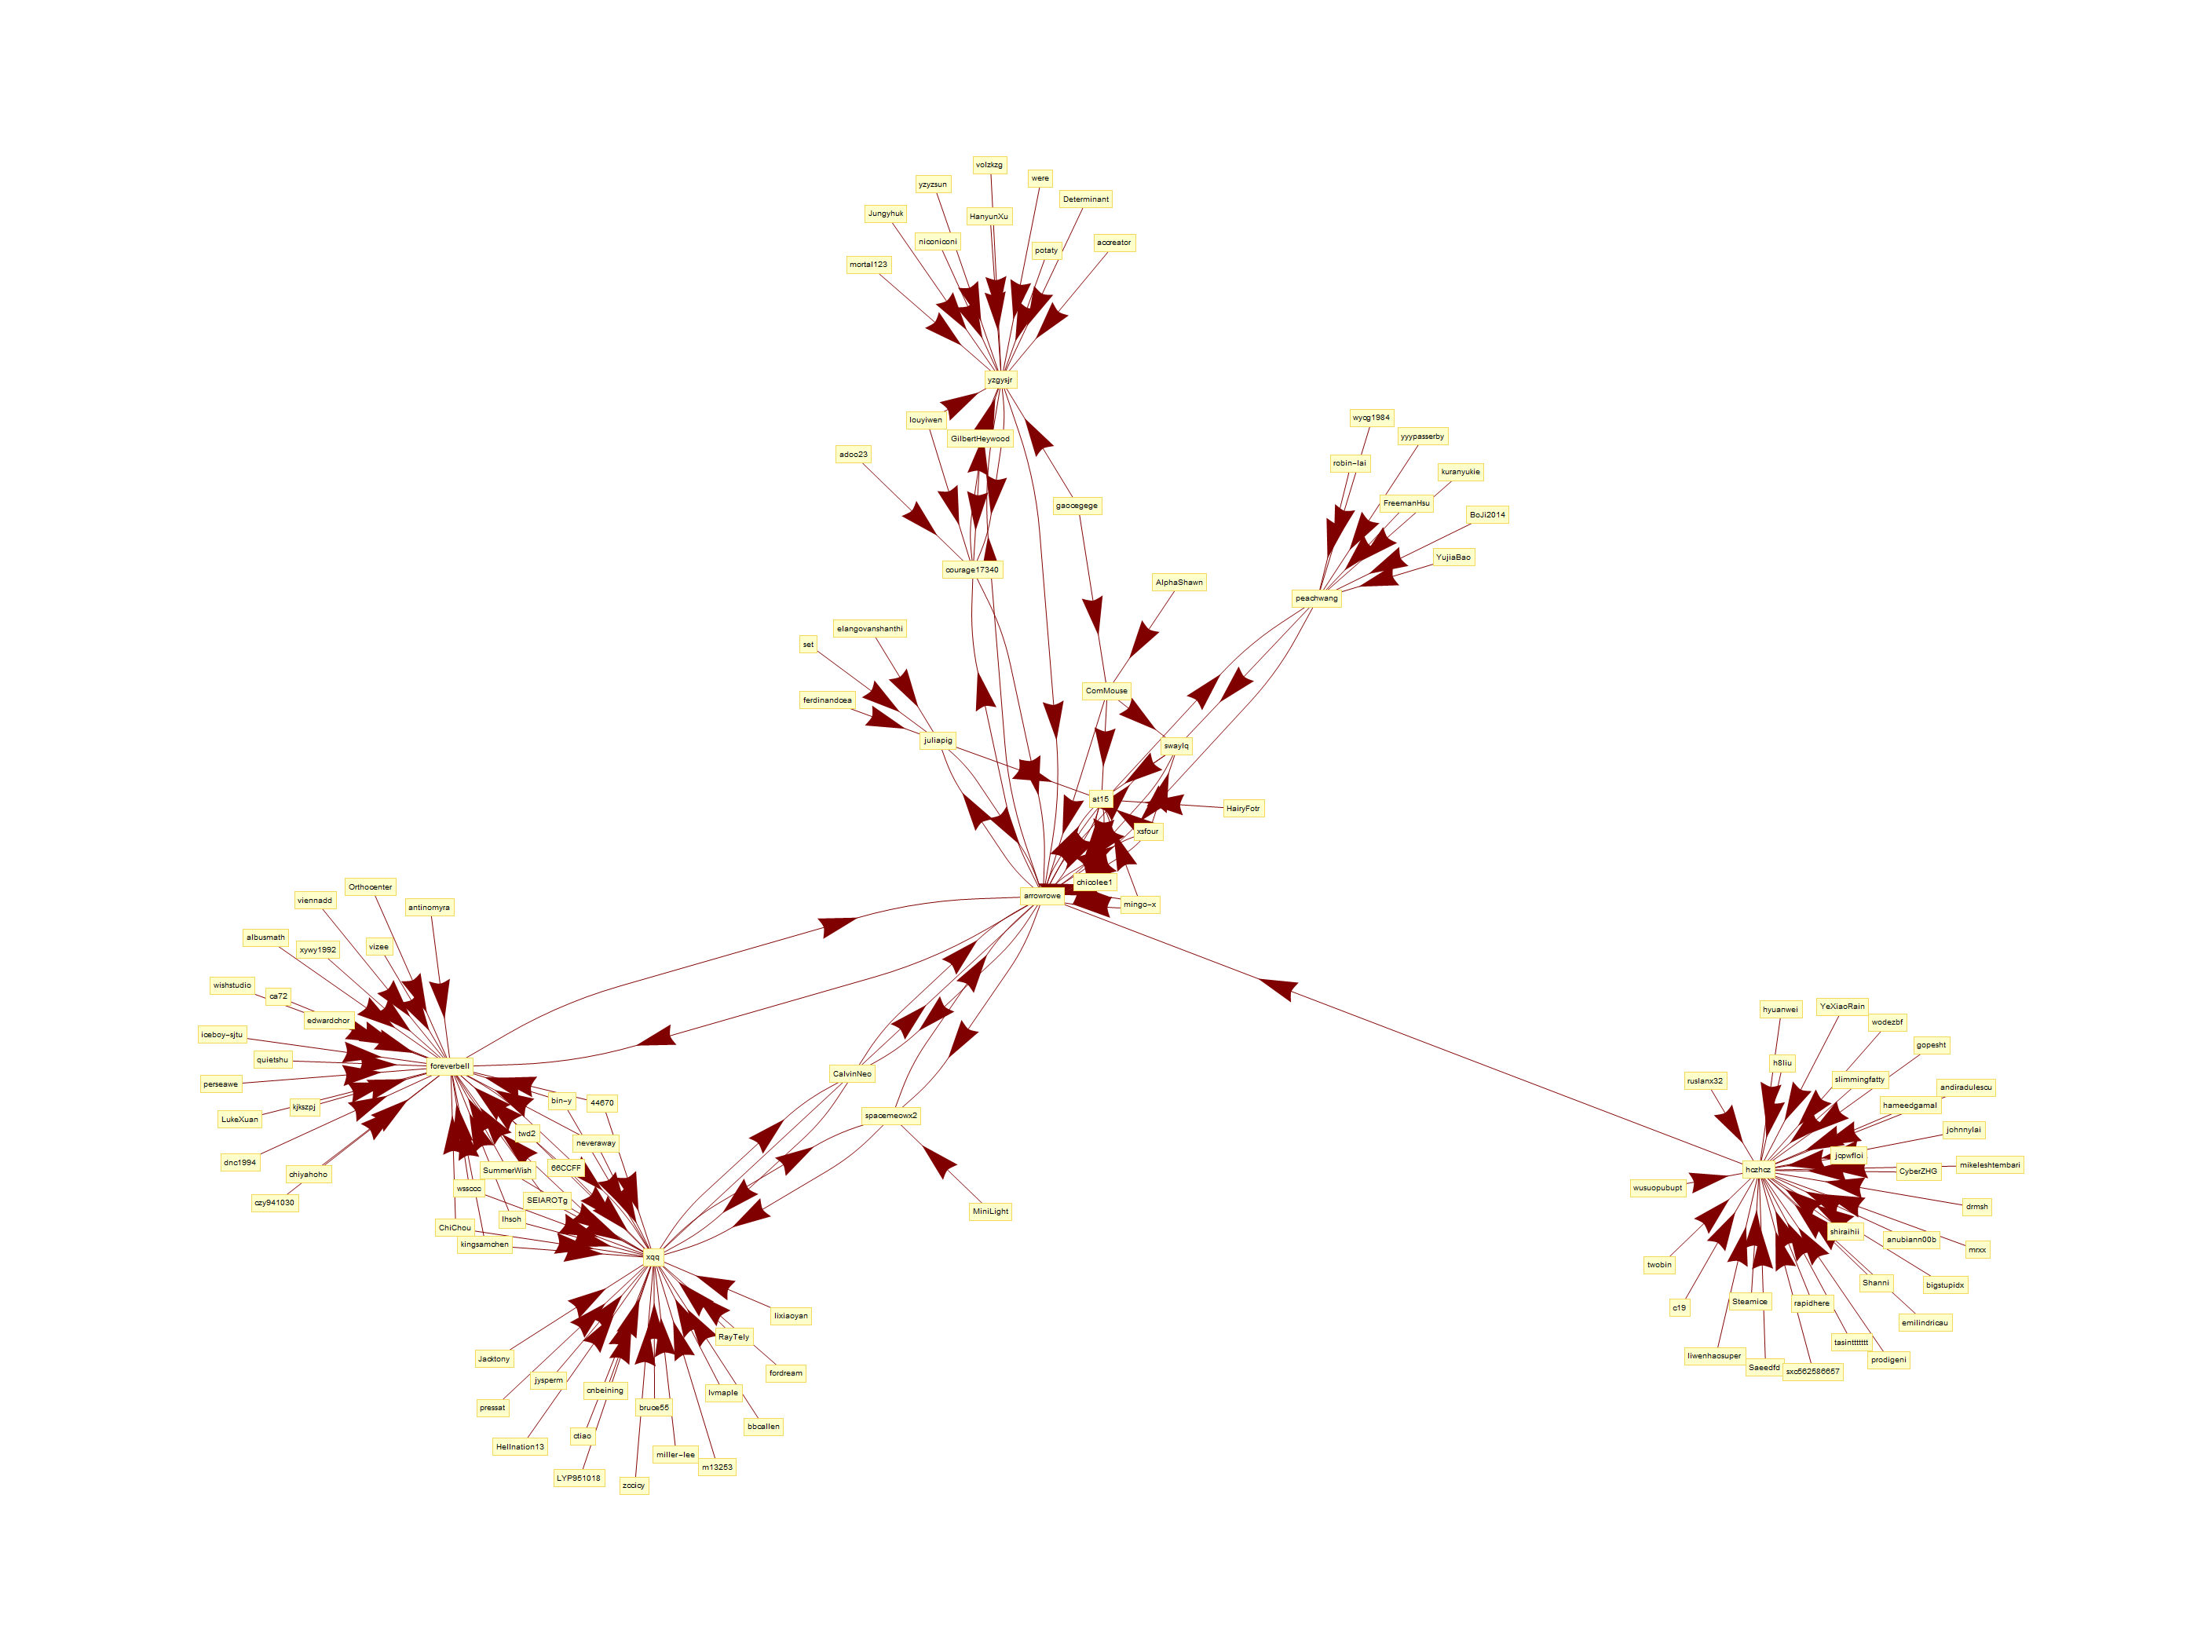 volzkzg
were
yzyzsun
Determinant
Jungyhuk
HanyunXu
niconiconi
accreator
potaty
mortal123
yzgysjr
louyiwen
wycg1984
GilbertHeywood
yyypasserby
adoo23
robin-lai
kuranyukie
FreemanHsu
gaocegege
BoJi2014
YujiaBao
courage17340
AlphaShawn
peachwang
elangovanshanthi
set
ComMouse
ferdinandcea
juliapig
swaylq
at15
HairyFotr
xsfour
chicolee1
Orthocenter
arrowrowe
viennadd
mingo-x
antinomyra
albusmath
vizee
xywy1992
wishstudio
ca72
YeXiaoRain
hyuanwei
edwardchor
wodezbf
iceboy-sjtu
gopesht
quietshu
h8liu
foreverbell
CalvinNeo
slimmingfatty
ruslanx32
perseawe
andiradulescu
bin-y
44670
hameedgamal
kjkszpj
spacemeowx2
LukeXuan
johnnylai
twd2
neveraway
jcpwfloi
dnc1994
mikeleshtembari
66CCFF
SummerWish
hczhcz
CyberZHG
chiyahoho
wssccc
wusuopubupt
SEIAROTg
czy941030
drmsh
MiniLight
lhsoh
ChiChou
shiraihii
anubiann00b
kingsamchen
mrxx
xqq
twobin
Shanni
bigstupidx
Steamice
rapidhere
c19
lixiaoyan
emilindricau
RayTely
tasintttttttt
liwenhaosuper
Jacktony
prodigeni
Saeedfd
sxc562586657
fordream
jysperm
cnbeining
lvmaple
pressat
bruce55
bbcallen
ctiao
Hellnation13
miller-lee
m13253
LYP951018
zccicy